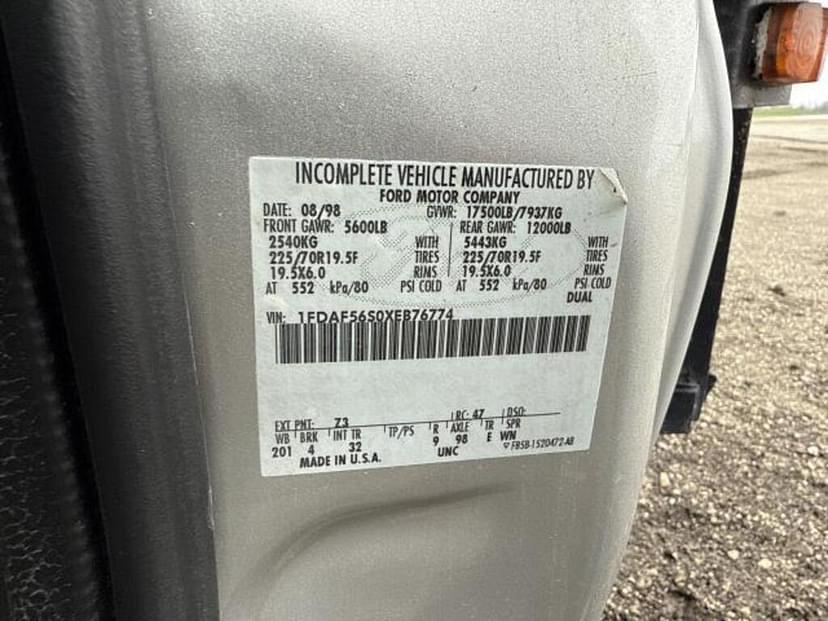 INCOMPLETE VEHICLE MANUFACTURED BY
FORD MOTOR COMPANY
DATE: 08/98 GVWR: 17500LB/7937KG
FRONT GAWR: 5600LB REAR GAWR: 12000LB
2540KG WITH 5443KG WITH
225/70R19.5F TIRES 225/70R19.5F TIRES
19.5X6.0 RIMS 19.5X6.0 RIMS
AT 552 kPa/80 PSI COLD AT 552 kPa/80 PSI COLD
DUAL
VIN: 1FDAF56S0XEB76774
EXT PNT: Z3 RC: 47 DSO:
WB BRK INT TR TP/PS R AXLE TR SPR
201 4 32 9 98 E WN
MADE IN U.S.A. UNC F85B-1520472-AB